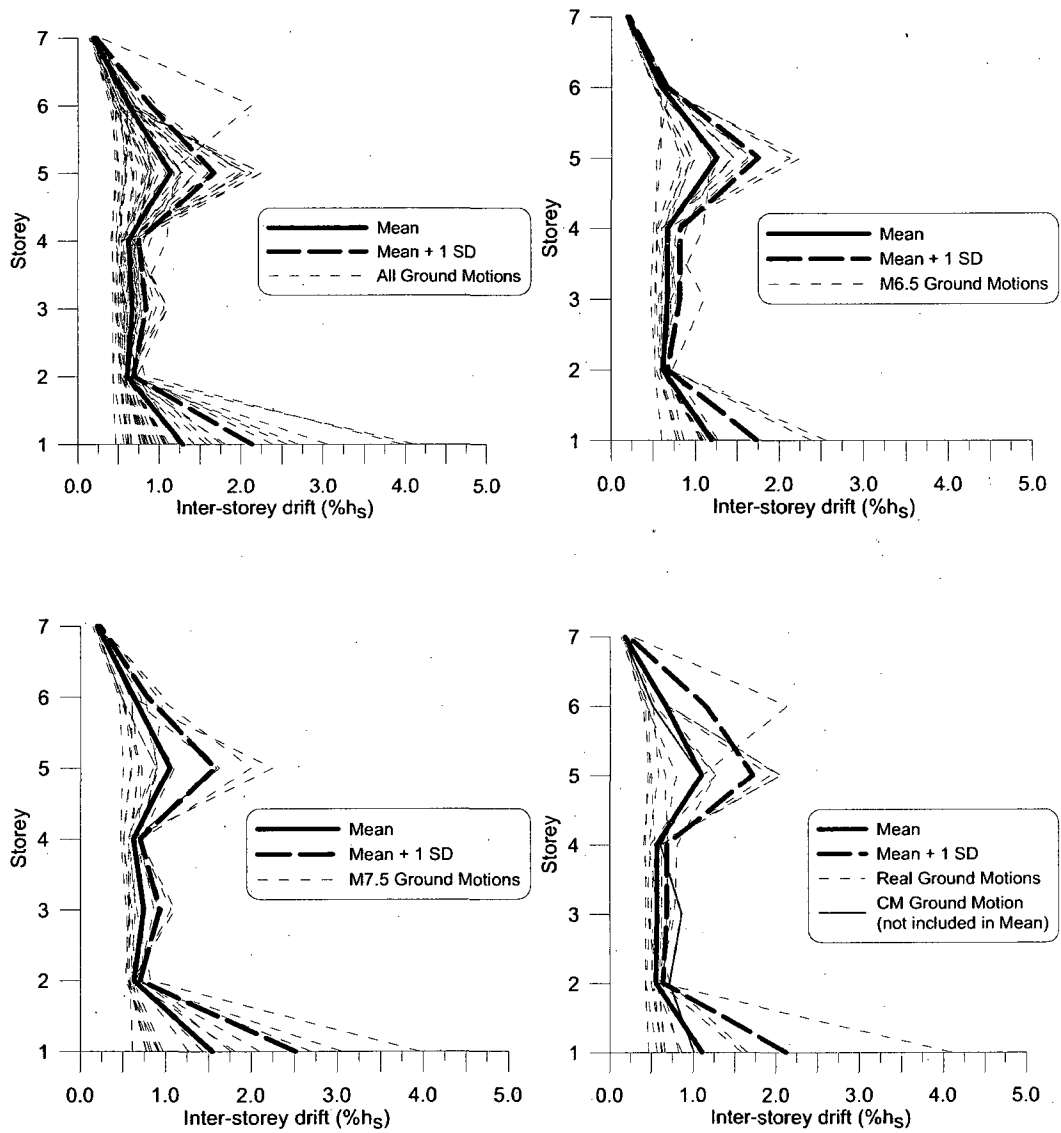 7
6
5
4
3
2
1
Storey
Mean
Mean + 1 SD
All Ground Motions
0.0 1.0 2.0 3.0 4.0 5.0
Inter-storey drift (%hS)
7
6
5
4
3
2
1
Storey
Mean
Mean + 1 SD
M6.5 Ground Motions
0.0 1.0 2.0 3.0 4.0 5.0
Inter-storey drift (%hS)
7
6
5
4
3
2
1
Storey
Mean
Mean + 1 SD
M7.5 Ground Motions
0.0 1.0 2.0 3.0 4.0 5.0
Inter-storey drift (%hS)
7
6
5
4
3
2
1
Storey
Mean
Mean + 1 SD
Real Ground Motions
CM Ground Motion
(not included in Mean)
0.0 1.0 2.0 3.0 4.0 5.0
Inter-storey drift (%hS)